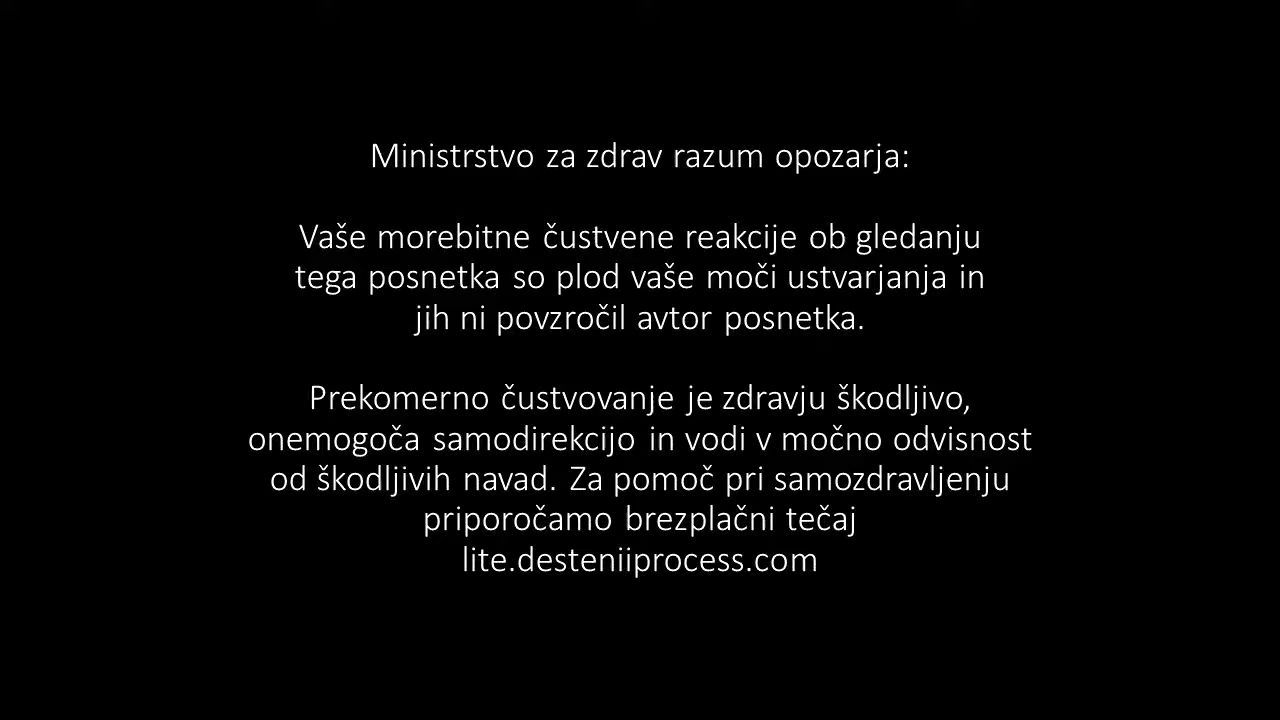 Ministrstvo za zdrav razum opozarja:
Vaše morebitne čustvene reakcije ob gledanju
tega posnetka so plod vaše moči ustvarjanja in
jih ni povzročil avtor posnetka.
Prekomerno čustvovanje je zdravju škodljivo,
onemogoča samodirekcijo in vodi v močno odvisnost
od škodljivih navad. Za pomoč pri samozdravljenju
priporočamo brezplačni tečaj
lite.desteniiprocess.com